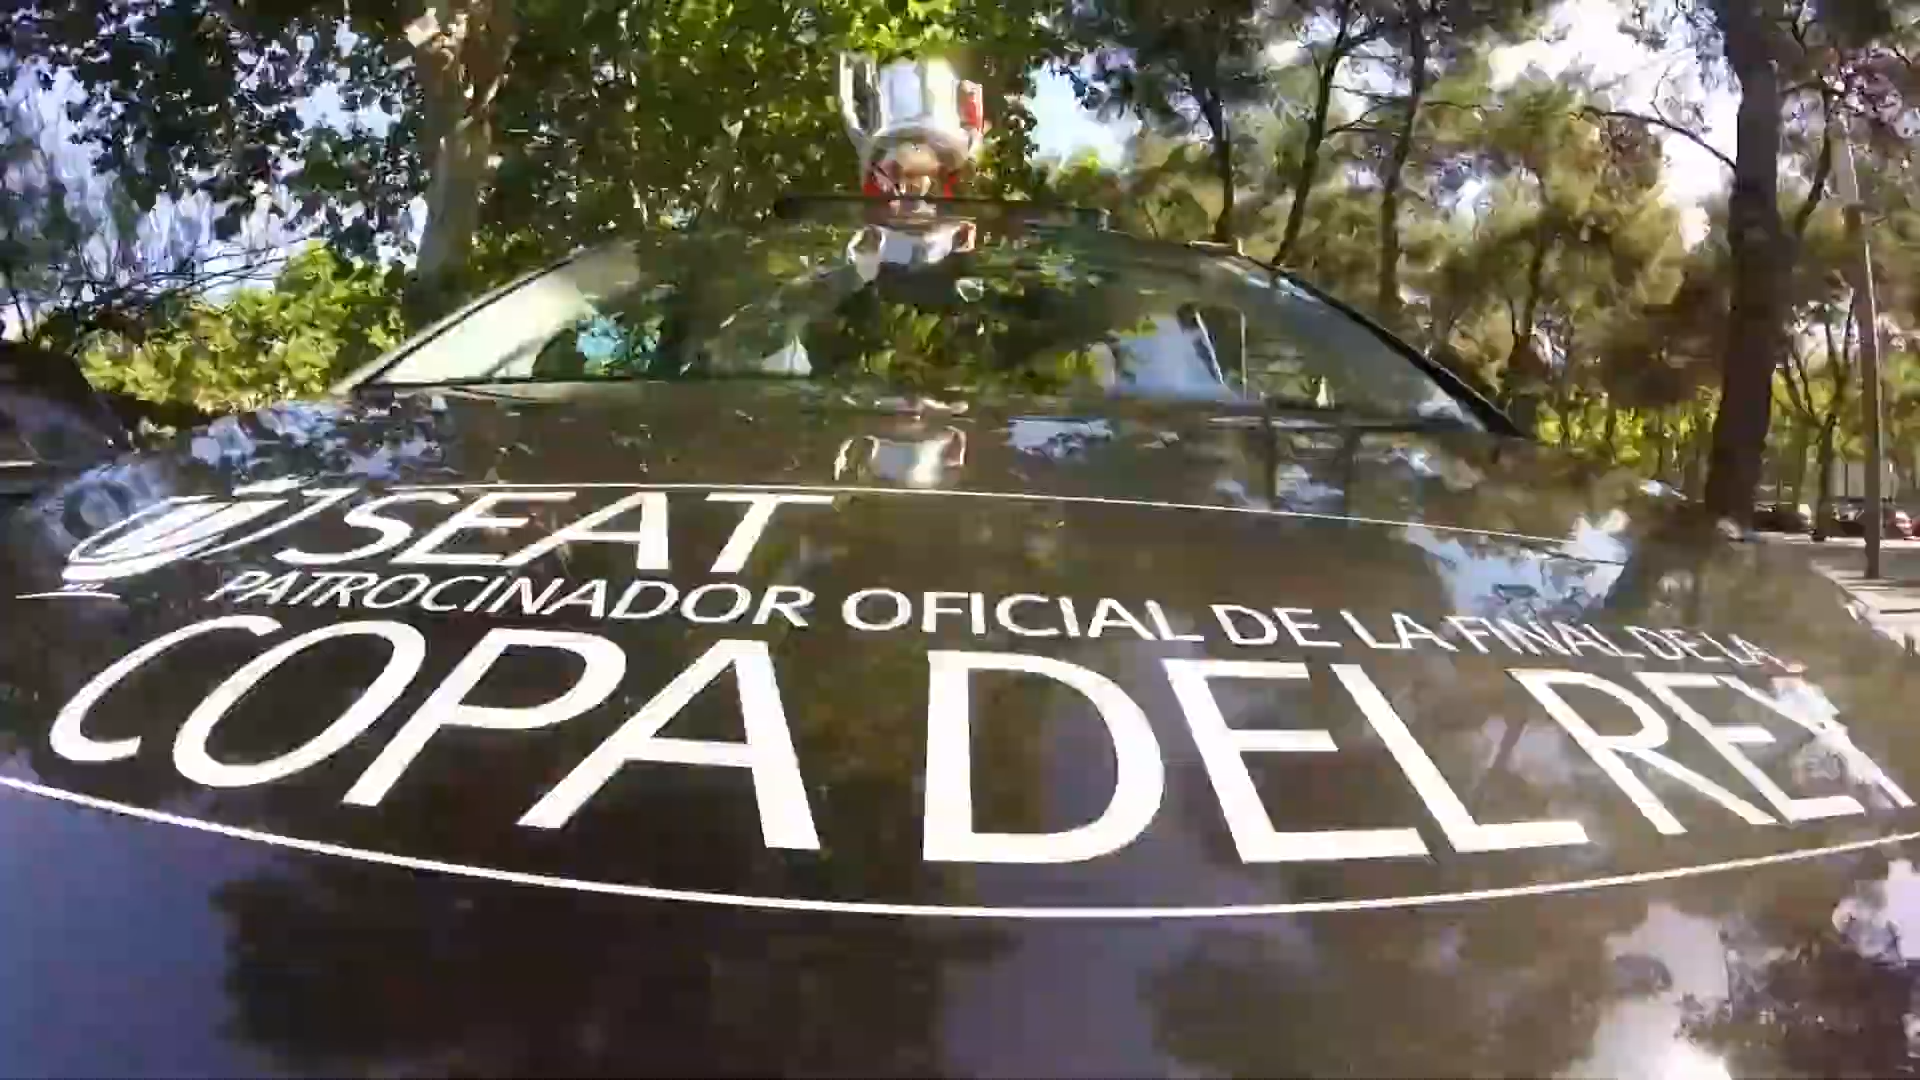 SEAT
PATROCINADOR OFICIAL DE LA FINAL DE LA
COPA DEL REY